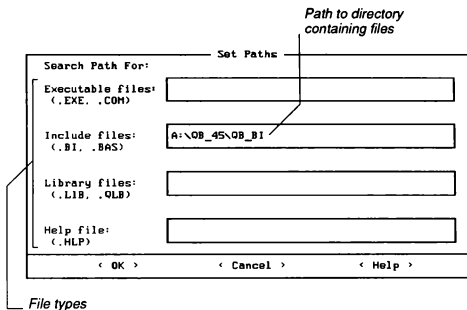 Path to directory
containing files
Set Paths
Search Path For:
Executable files:
(.EXE, .COM)
Include files:
(.BI, .BAS)
A:\QB_45\QB_BI
Library files:
(.LIB, .QLB)
Help file:
(.HLP)
< OK >
< Cancel >
< Help >
File types